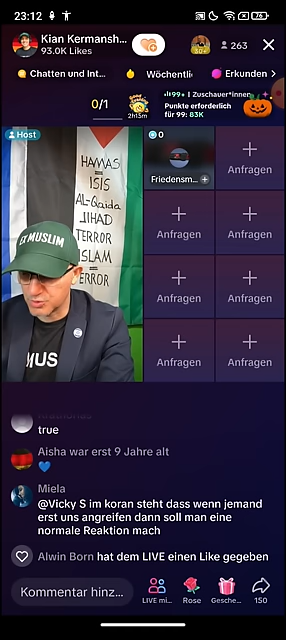 23:12
76
Kian Kermansh...
93.0K Likes
30+
263
Chatten und Int...
Wöchentli
Erkunden
0/1
2h13m
99+ | Zuschauer*innen
Punkte erforderlich
für 99: 83K
Host
0
HAMAS
=
ISIS
AL-Qaida
JIHAD
TERROR
ISLAM
=
ERROR
EX MUSLIM
MUS
Friedensm...
Anfragen
Anfragen
Anfragen
Anfragen
Anfragen
Anfragen
Anfragen
true
Aisha war erst 9 Jahre alt
💙
Miela
@Vicky S im koran steht dass wenn jemand
erst uns angreifen dann soll man eine
normale Reaktion mach
Alwin Born hat dem LIVE einen Like gegeben
Kommentar hinz...
LIVE mi...
Rose
Gesche...
150